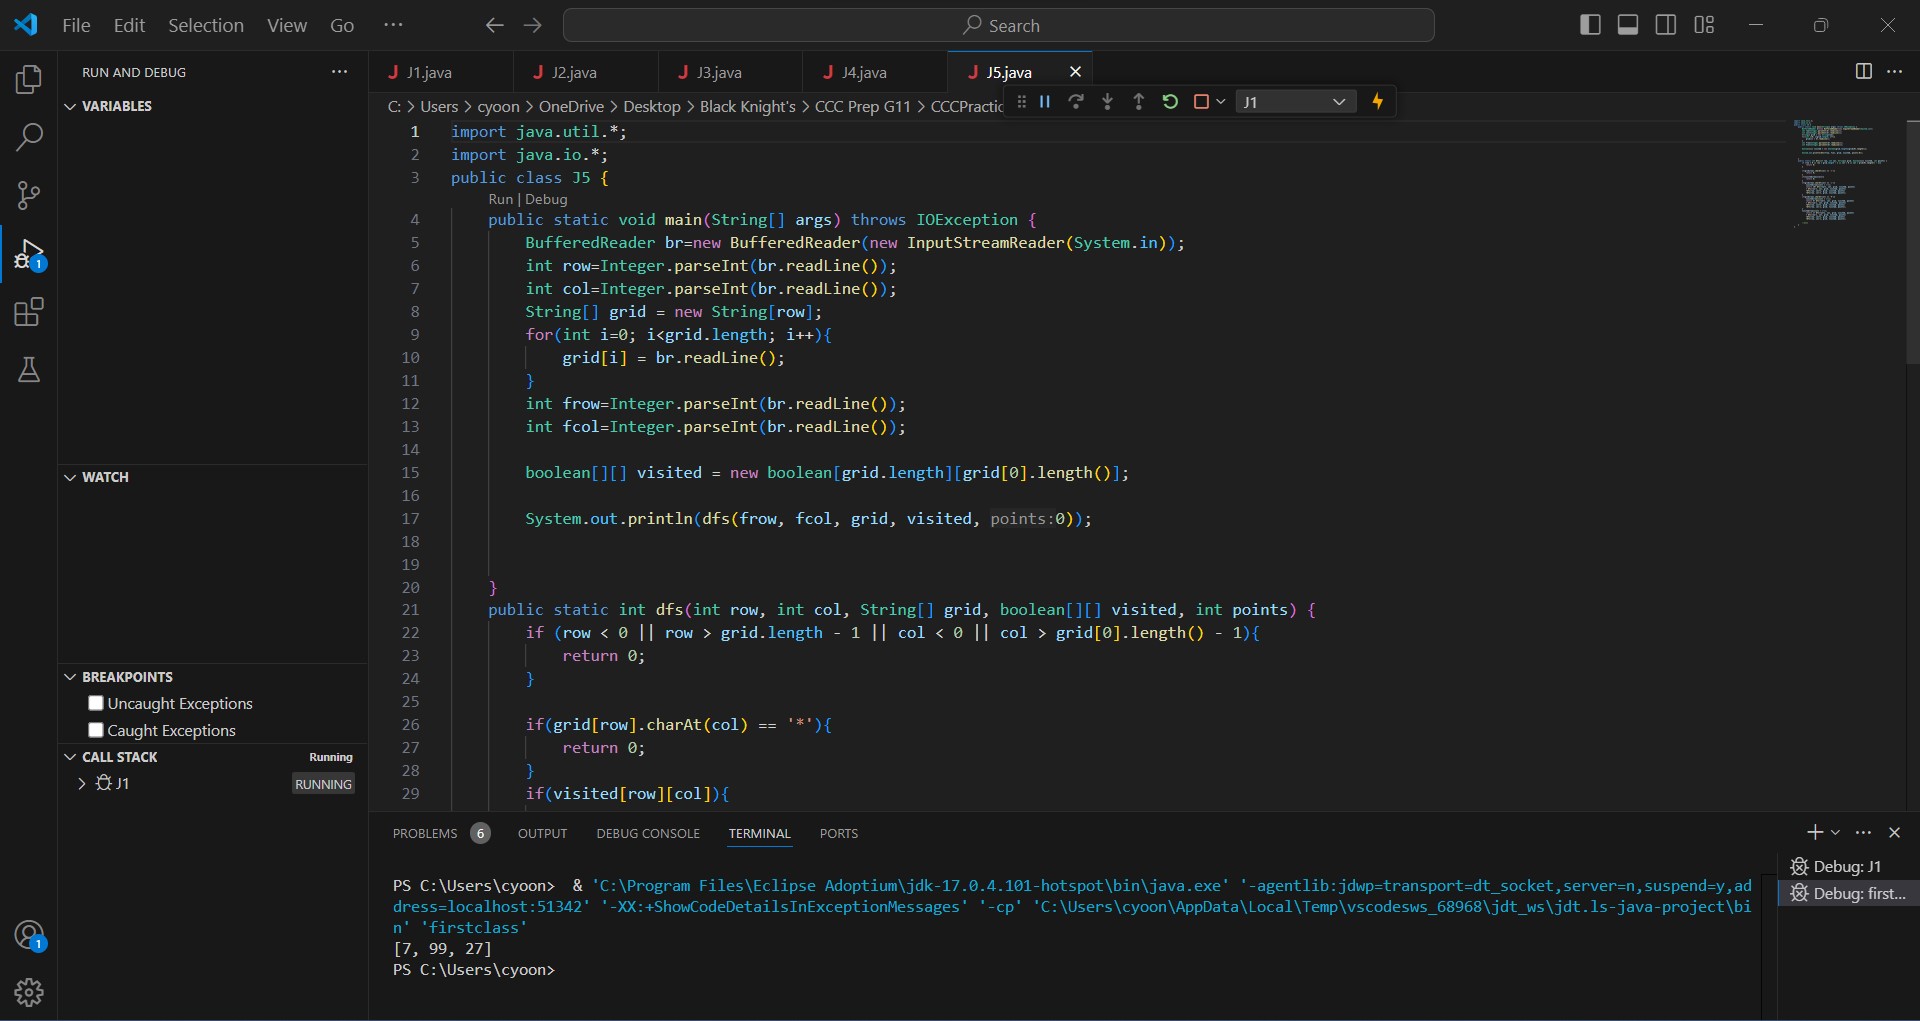 File Edit Selection View Go ··· Search
RUN AND DEBUG ···
VARIABLES
WATCH
BREAKPOINTS
Uncaught Exceptions
Caught Exceptions
CALL STACK Running
J1 RUNNING
1
1
J J1.java J J2.java J J3.java J J4.java J J5.java
C: > Users > cyoon > OneDrive > Desktop > Black Knight's > CCC Prep G11 > CCCPractic
J1
1 import java.util.*;
2 import java.io.*;
3 public class J5 {
Run | Debug
4 public static void main(String[] args) throws IOException {
5 BufferedReader br=new BufferedReader(new InputStreamReader(System.in));
6 int row=Integer.parseInt(br.readLine());
7 int col=Integer.parseInt(br.readLine());
8 String[] grid = new String[row];
9 for(int i=0; i<grid.length; i++){
10 grid[i] = br.readLine();
11 }
12 int frow=Integer.parseInt(br.readLine());
13 int fcol=Integer.parseInt(br.readLine());
14
15 boolean[][] visited = new boolean[grid.length][grid[0].length()];
16
17 System.out.println(dfs(frow, fcol, grid, visited, points:0));
18
19
20 }
21 public static int dfs(int row, int col, String[] grid, boolean[][] visited, int points) {
22 if (row < 0 || row > grid.length - 1 || col < 0 || col > grid[0].length() - 1){
23 return 0;
24 }
25
26 if(grid[row].charAt(col) == '*'){
27 return 0;
28 }
29 if(visited[row][col]){
PROBLEMS 6 OUTPUT DEBUG CONSOLE TERMINAL PORTS
PS C:\Users\cyoon> & 'C:\Program Files\Eclipse Adoptium\jdk-17.0.4.101-hotspot\bin\java.exe' '-agentlib:jdwp=transport=dt_socket,server=n,suspend=y,ad
dress=localhost:51342' '-XX:+ShowCodeDetailsInExceptionMessages' '-cp' 'C:\Users\cyoon\AppData\Local\Temp\vscodesws_68968\jdt_ws\jdt.ls-java-project\bi
n' 'firstclass'
[7, 99, 27]
PS C:\Users\cyoon>
Debug: J1
Debug: first...